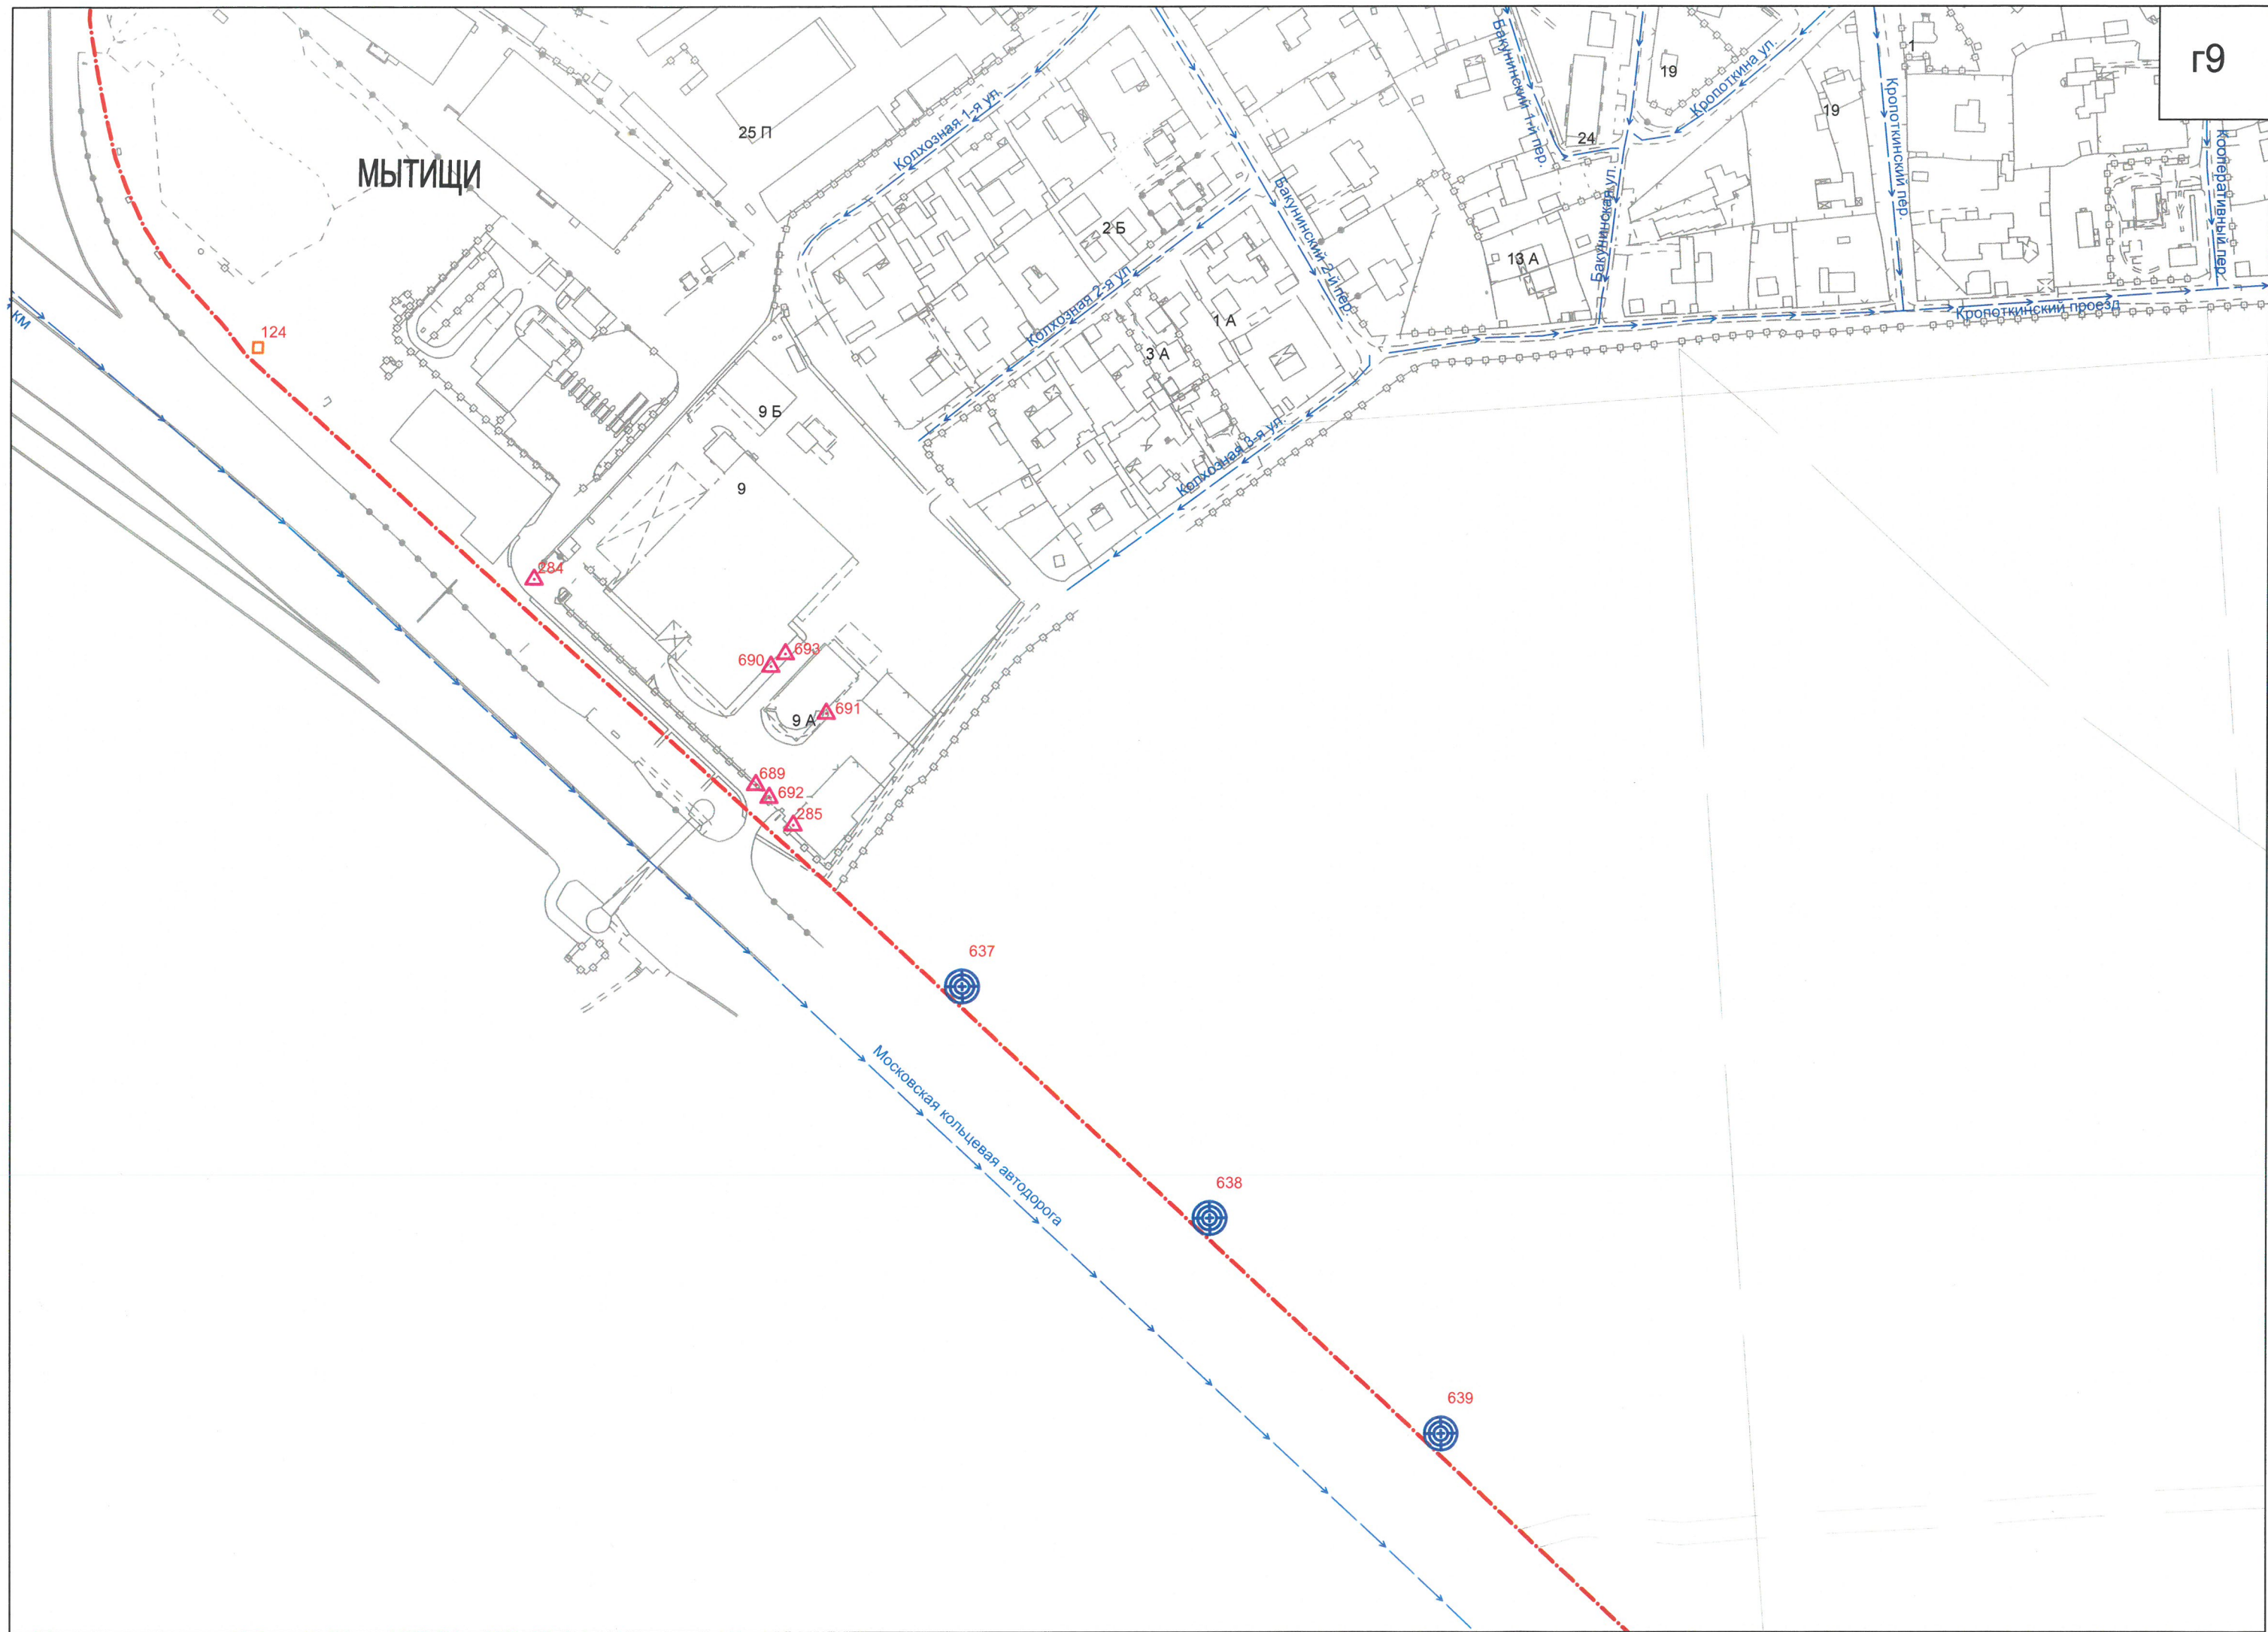 г9
МЫТИЩИ
25 П
Колхозная 1-я ул.
Бакунинский 1-й пер.
24
19
Кропоткина ул.
19
Кропоткинский пер.
1
Кооперативный пер.
2 Б
Колхозная 2-я ул.
Бакунинский 2-й пер.
13 А
Бакунинская ул.
Кропоткинский проезд
1 А
3 А
км
124
9 Б
9
Колхозная 3-я ул.
284
690
693
9 А
691
689
692
285
637
Московская кольцевая автодорога
638
639